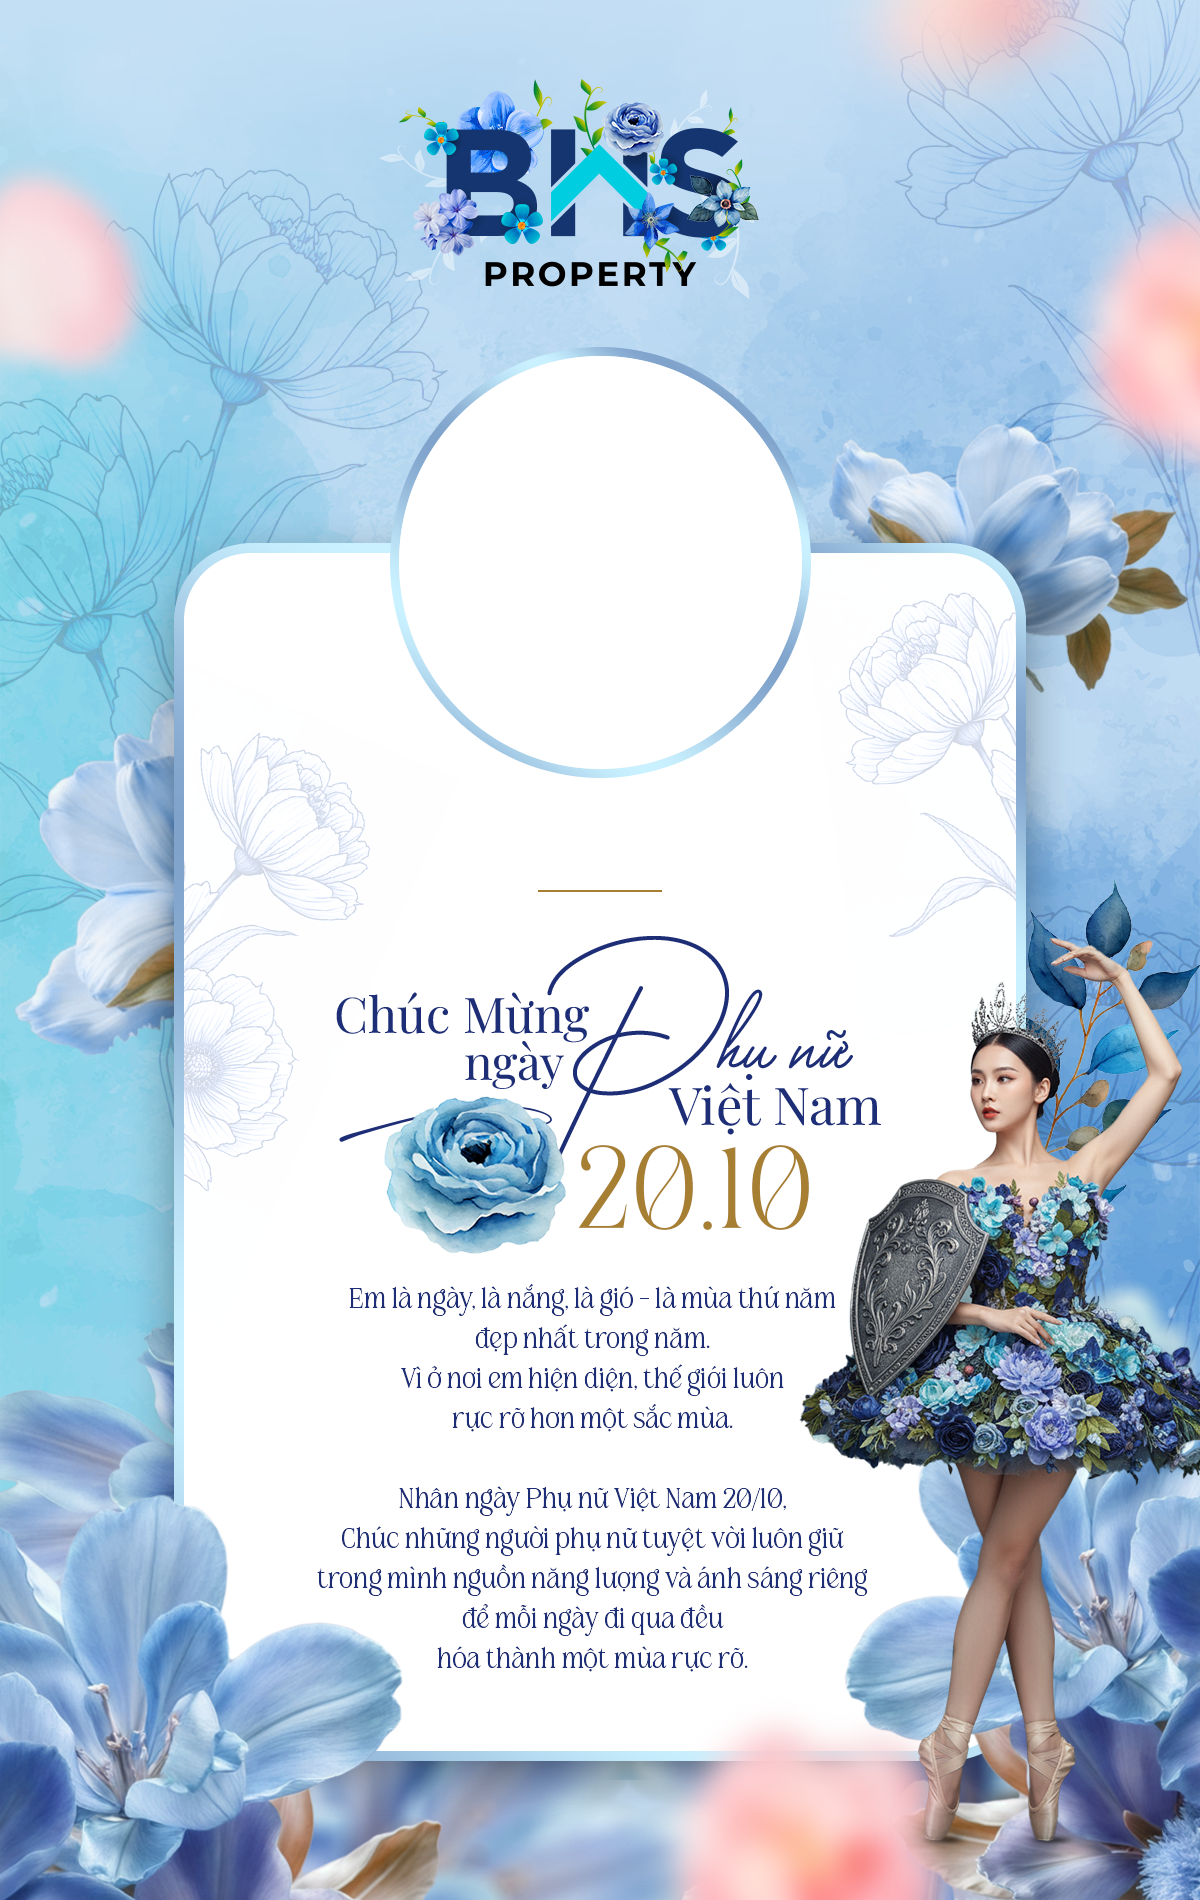 BHS
PROPERTY
Chúc Mừng
ngày Phụ nữ
Việt Nam
20.10
Em là ngày, là nắng, là gió - là mùa thứ năm
đẹp nhất trong năm.
Vì ở nơi em hiện diện, thế giới luôn
rực rỡ hơn một sắc mùa.
Nhân ngày Phụ nữ Việt Nam 20/10,
Chúc những người phụ nữ tuyệt vời luôn giữ
trong mình nguồn năng lượng và ánh sáng riêng
để mỗi ngày đi qua đều
hóa thành một mùa rực rỡ.